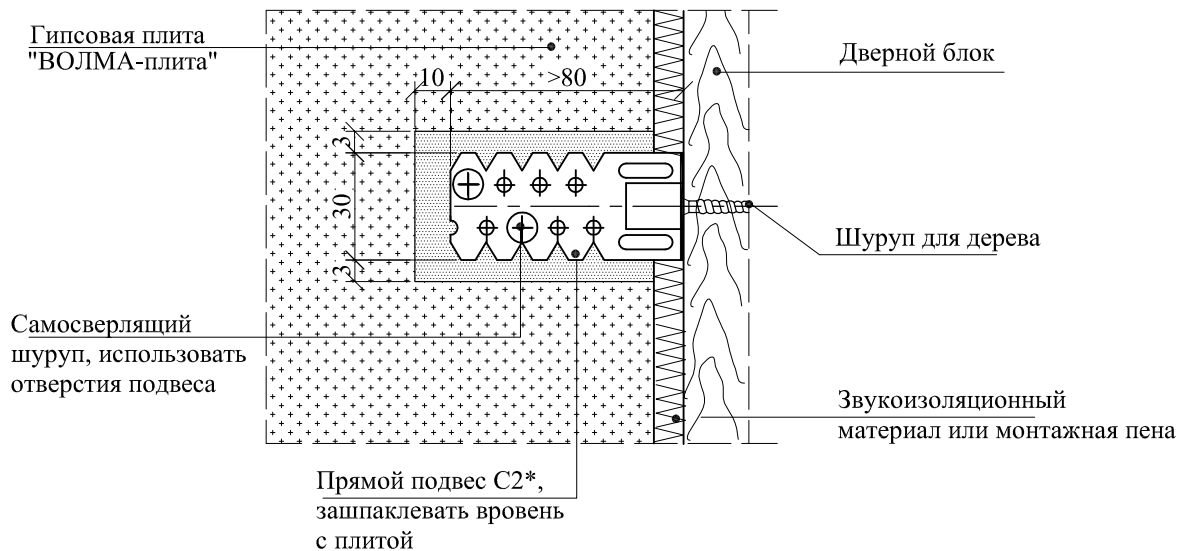 Гипсовая плита
"ВОЛМА-плита"
Дверной блок
10
>80
3
30
3
Шуруп для дерева
Самосверлящий
шуруп, использовать
отверстия подвеса
Звукоизоляционный
материал или монтажная пена
Прямой подвес С2*,
зашпаклевать вровень
с плитой